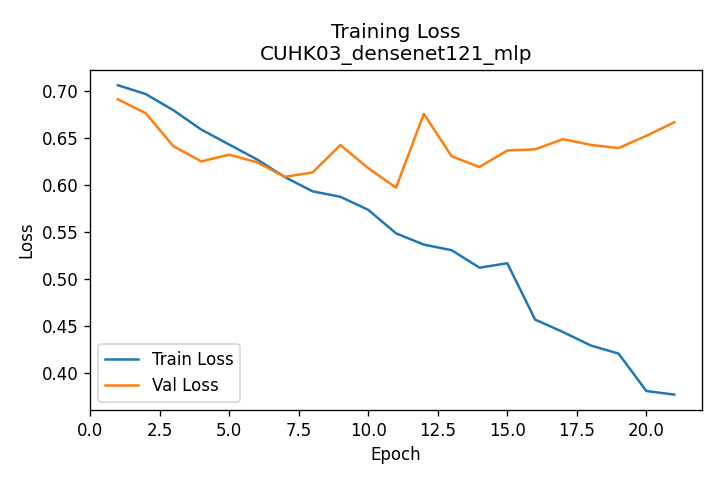 Training Loss
CUHK03_densenet121_mlp
0.70
0.65
0.60
0.55
0.50
0.45
0.40
Loss
Train Loss
Val Loss
0.0 2.5 5.0 7.5 10.0 12.5 15.0 17.5 20.0
Epoch